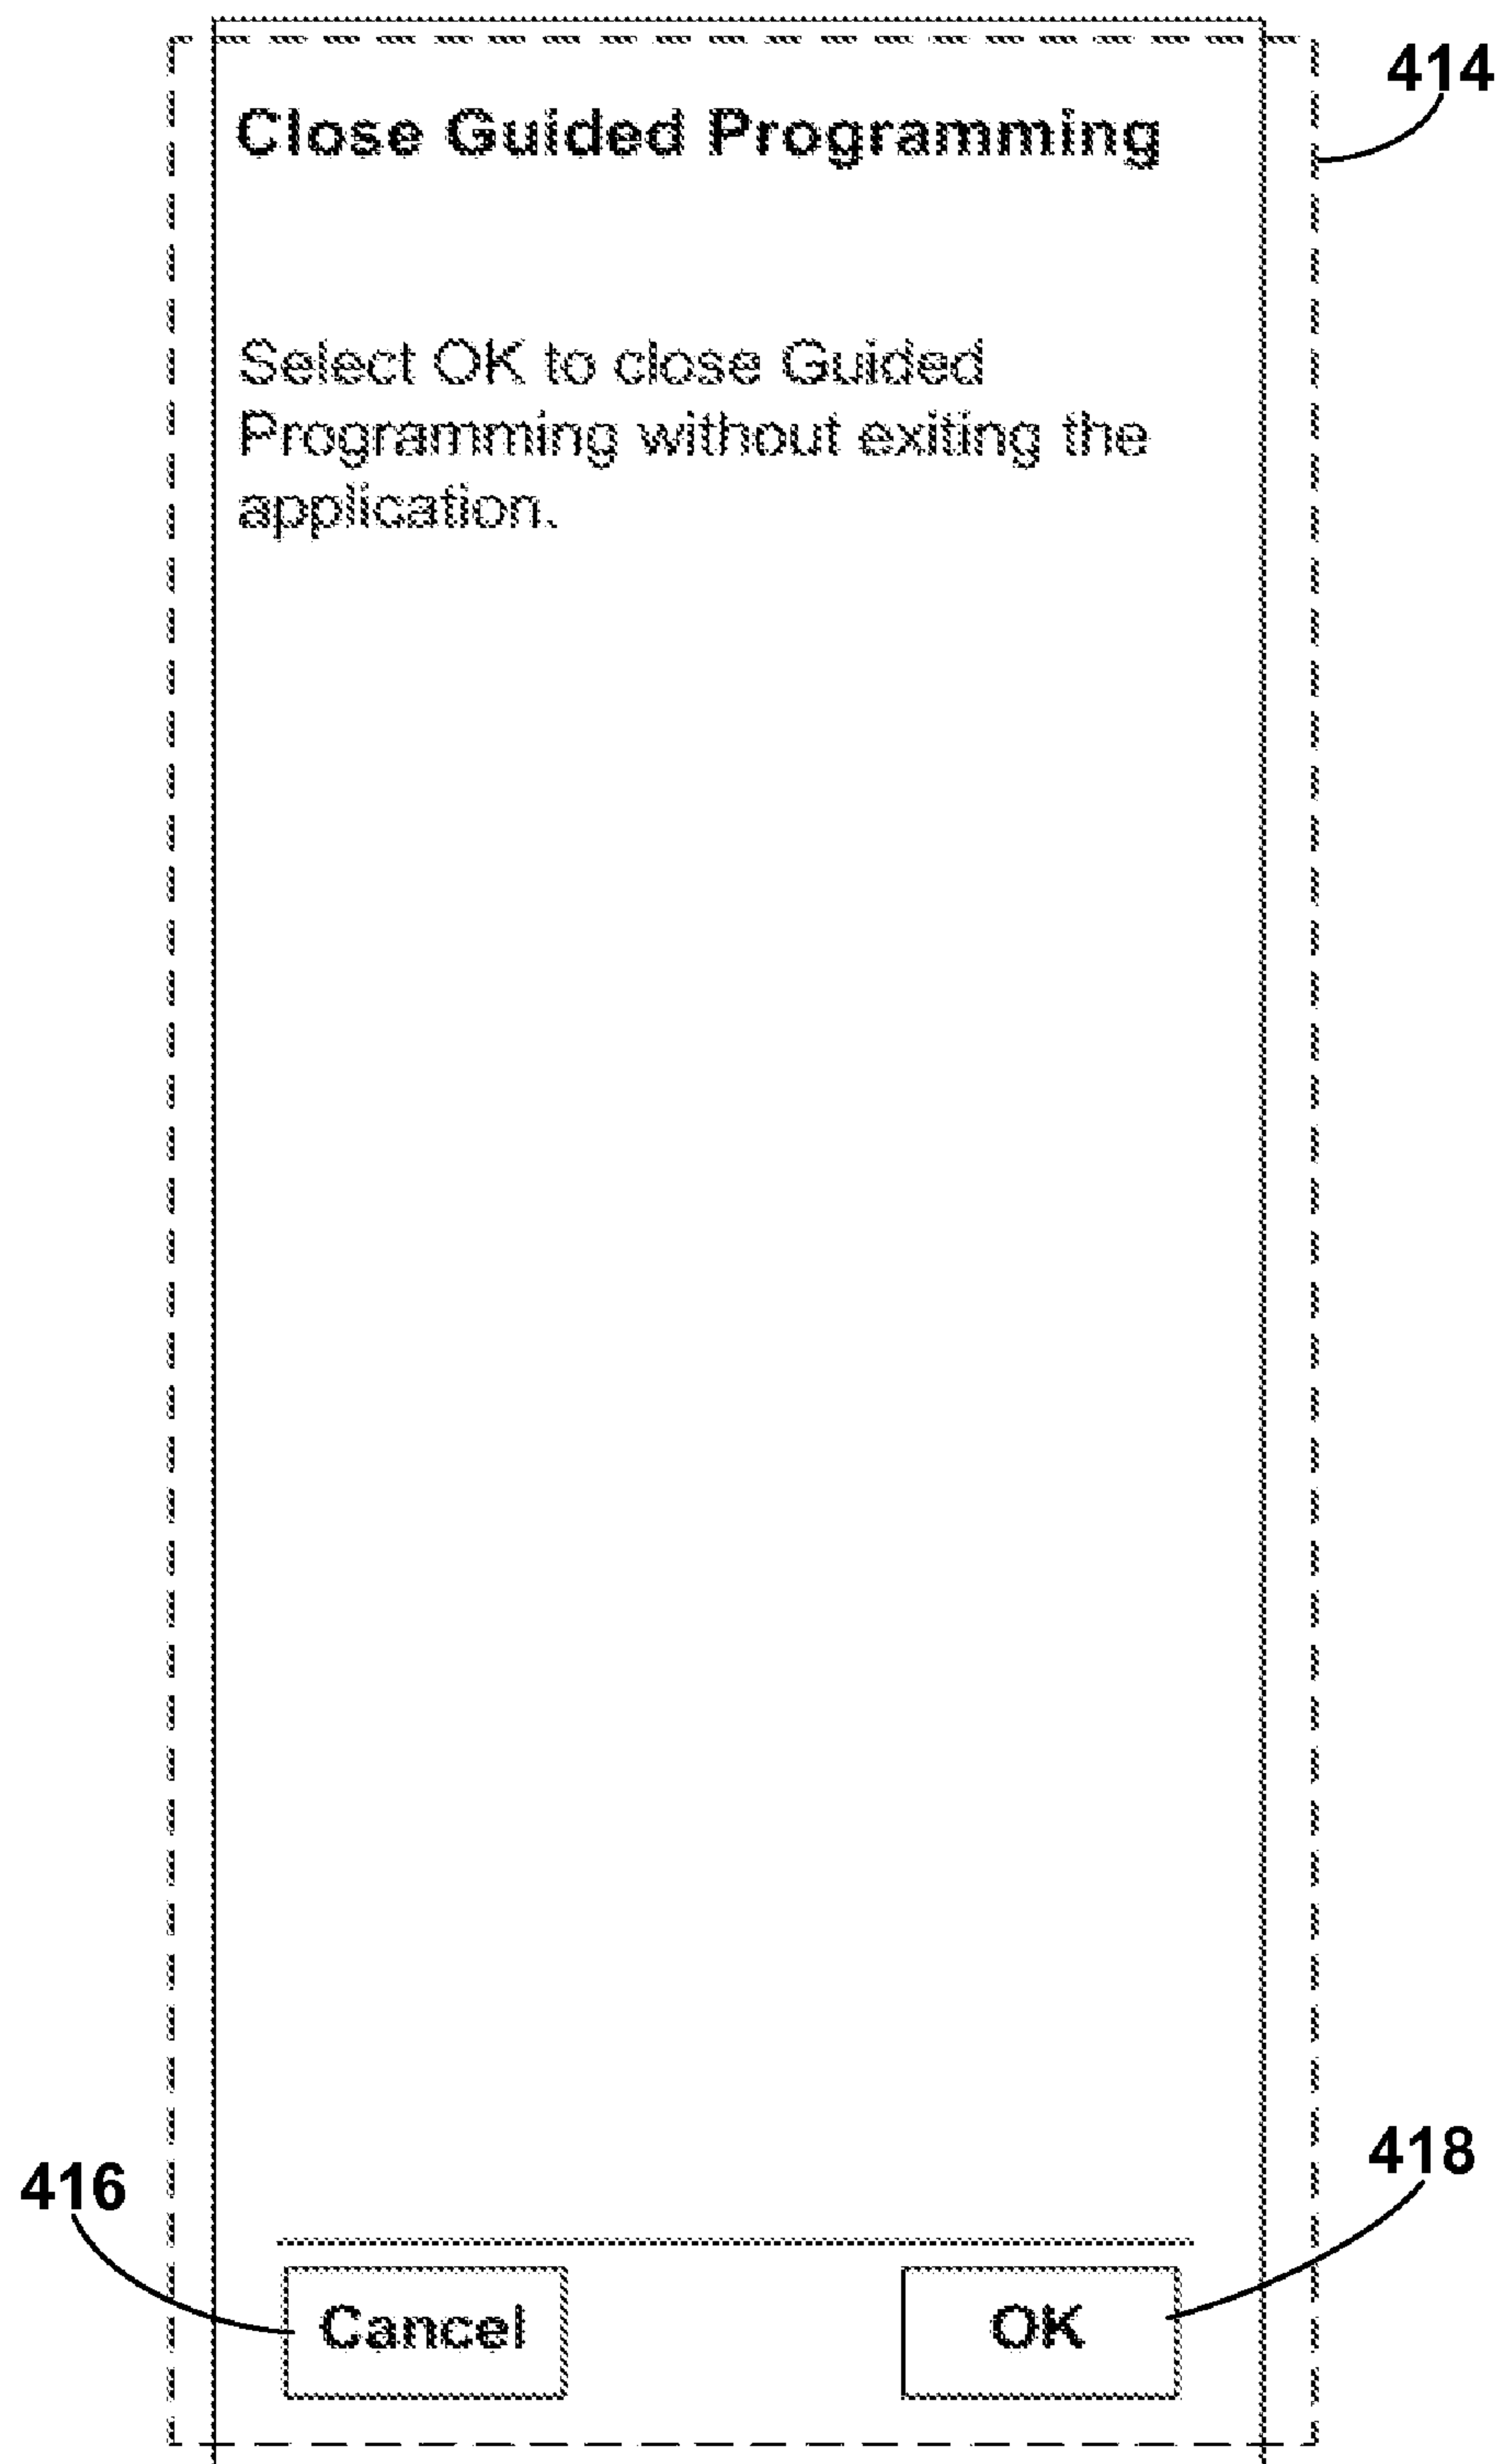 414
Close Guided Programming
Select OK to close Guided
Programming without exiting the
application.
416
418
Cancel
OK